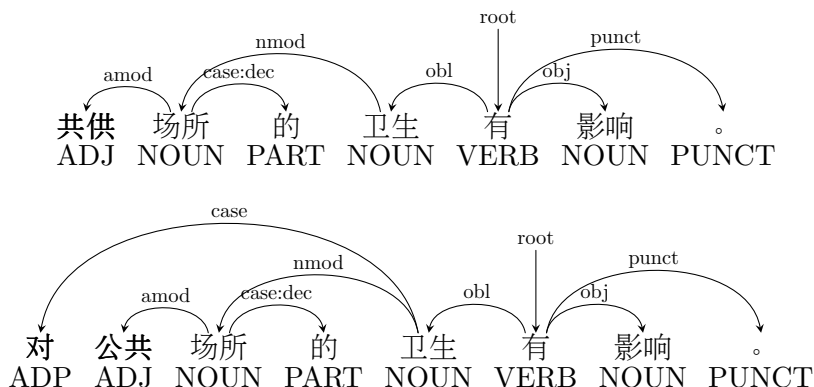 root
nmod punct
amod case:dec obl obj
共供 场所 的 卫生 有 影响 。
ADJ NOUN PART NOUN VERB NOUN PUNCT
case
root
nmod punct
amod case:dec obl obj
对 公共 场所 的 卫生 有 影响 。
ADP ADJ NOUN PART NOUN VERB NOUN PUNCT